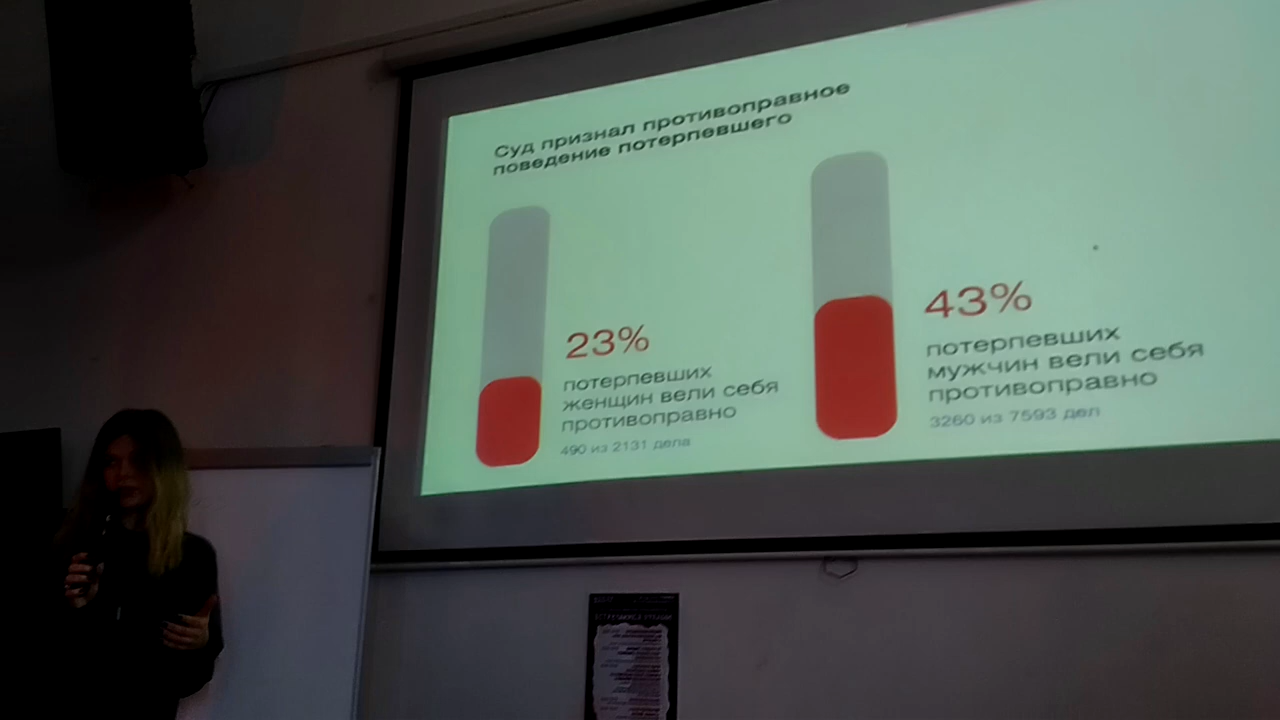 Суд признал противоправное
поведение потерпевшего
23%
потерпевших
женщин вели себя
противоправно
490 из 2131 дела
43%
потерпевших
мужчин вели себя
противоправно
3260 из 7593 дел